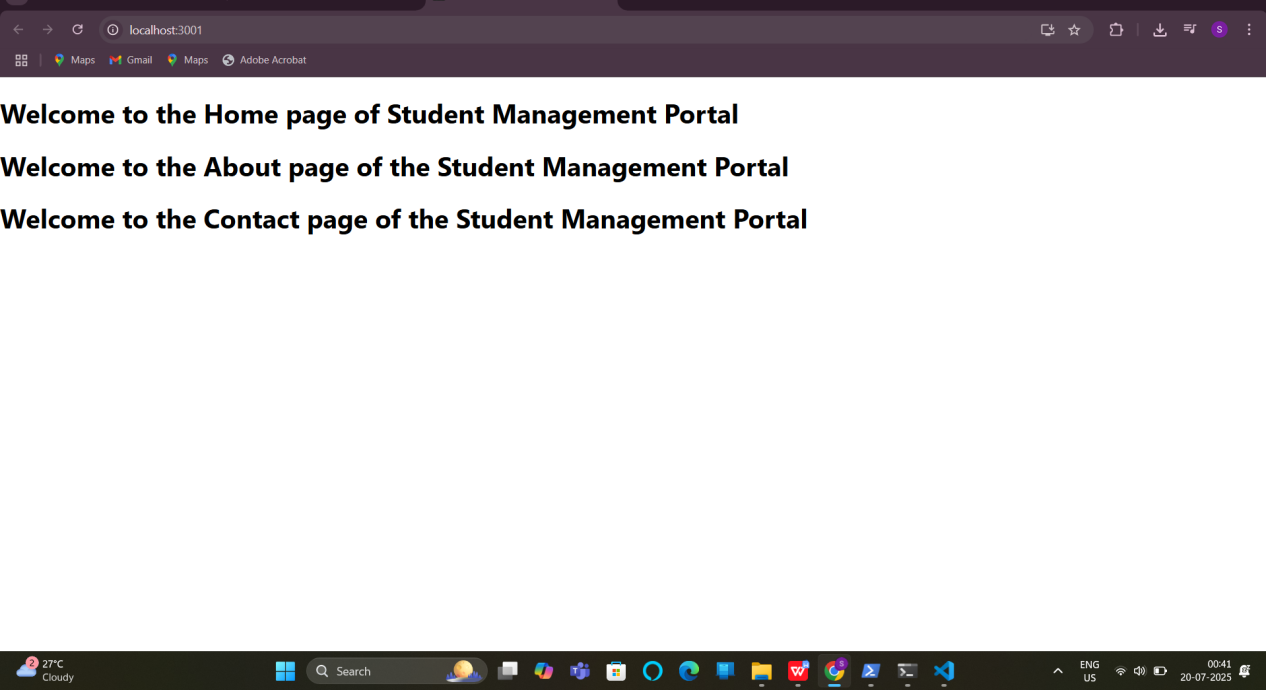 localhost:3001
S
Maps
Gmail
Maps
Adobe Acrobat
Welcome to the Home page of Student Management Portal
Welcome to the About page of the Student Management Portal
Welcome to the Contact page of the Student Management Portal
2
27°C
Cloudy
Search
W
S
ENG
US
00:41
20-07-2025